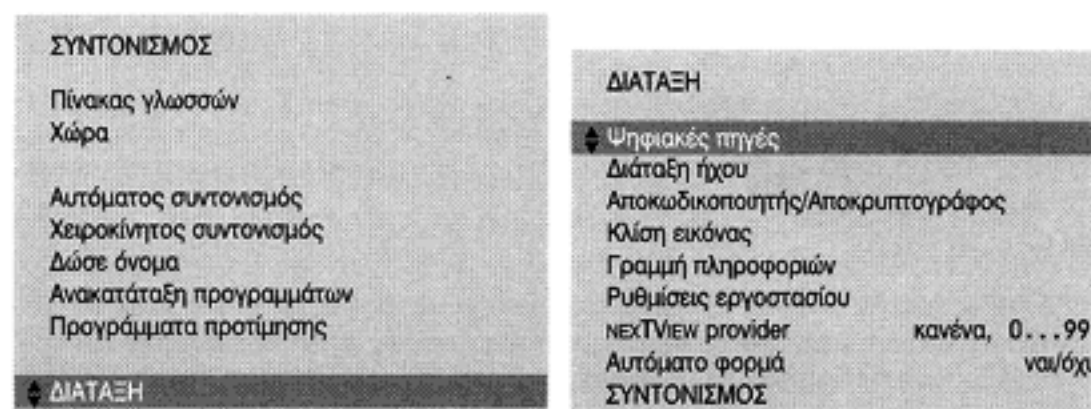 ΣΥΝΤΟΝΙΣΜΟΣ
Πίνακας γλωσσών
Χώρα
Αυτόματος συντονισμός
Χειροκίνητος συντονισμός
Δώσε όνομα
Ανακατάταξη προγραμμάτων
Προγράμματα προτίμησης
ΔΙΑΤΑΞΗ
ΔΙΑΤΑΞΗ
Ψηφιακές πηγές
Διάταξη ήχου
Αποκωδικοποιητής/Αποκρυπτογράφος
Κλίση εικόνας
Γραμμή πληροφοριών
Ρυθμίσεις εργοστασίου
NEXTVIEW provider κανένα, 0...99
Αυτόματο φορμά ναι/όχι
ΣΥΝΤΟΝΙΣΜΟΣ